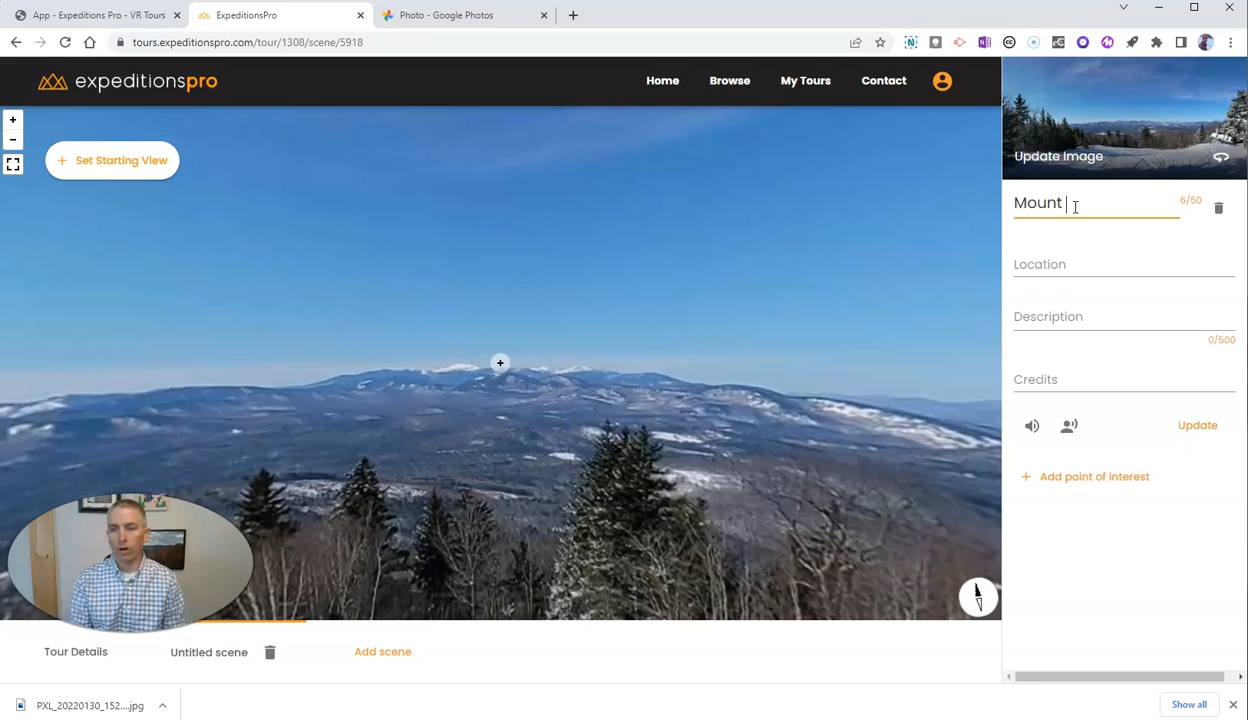 App - Expeditions Pro - VR Tours
ExpeditionsPro
Photo - Google Photos
tours.expeditionspro.com/tour/1308/scene/5918
expeditionspro
Home
Browse
My Tours
Contact
+ Set Starting View
Update Image
Mount
6/50
Location
Description
0/500
Credits
Update
+ Add point of interest
Tour Details
Untitled scene
Add scene
PXL_20220130_152....jpg
Show all